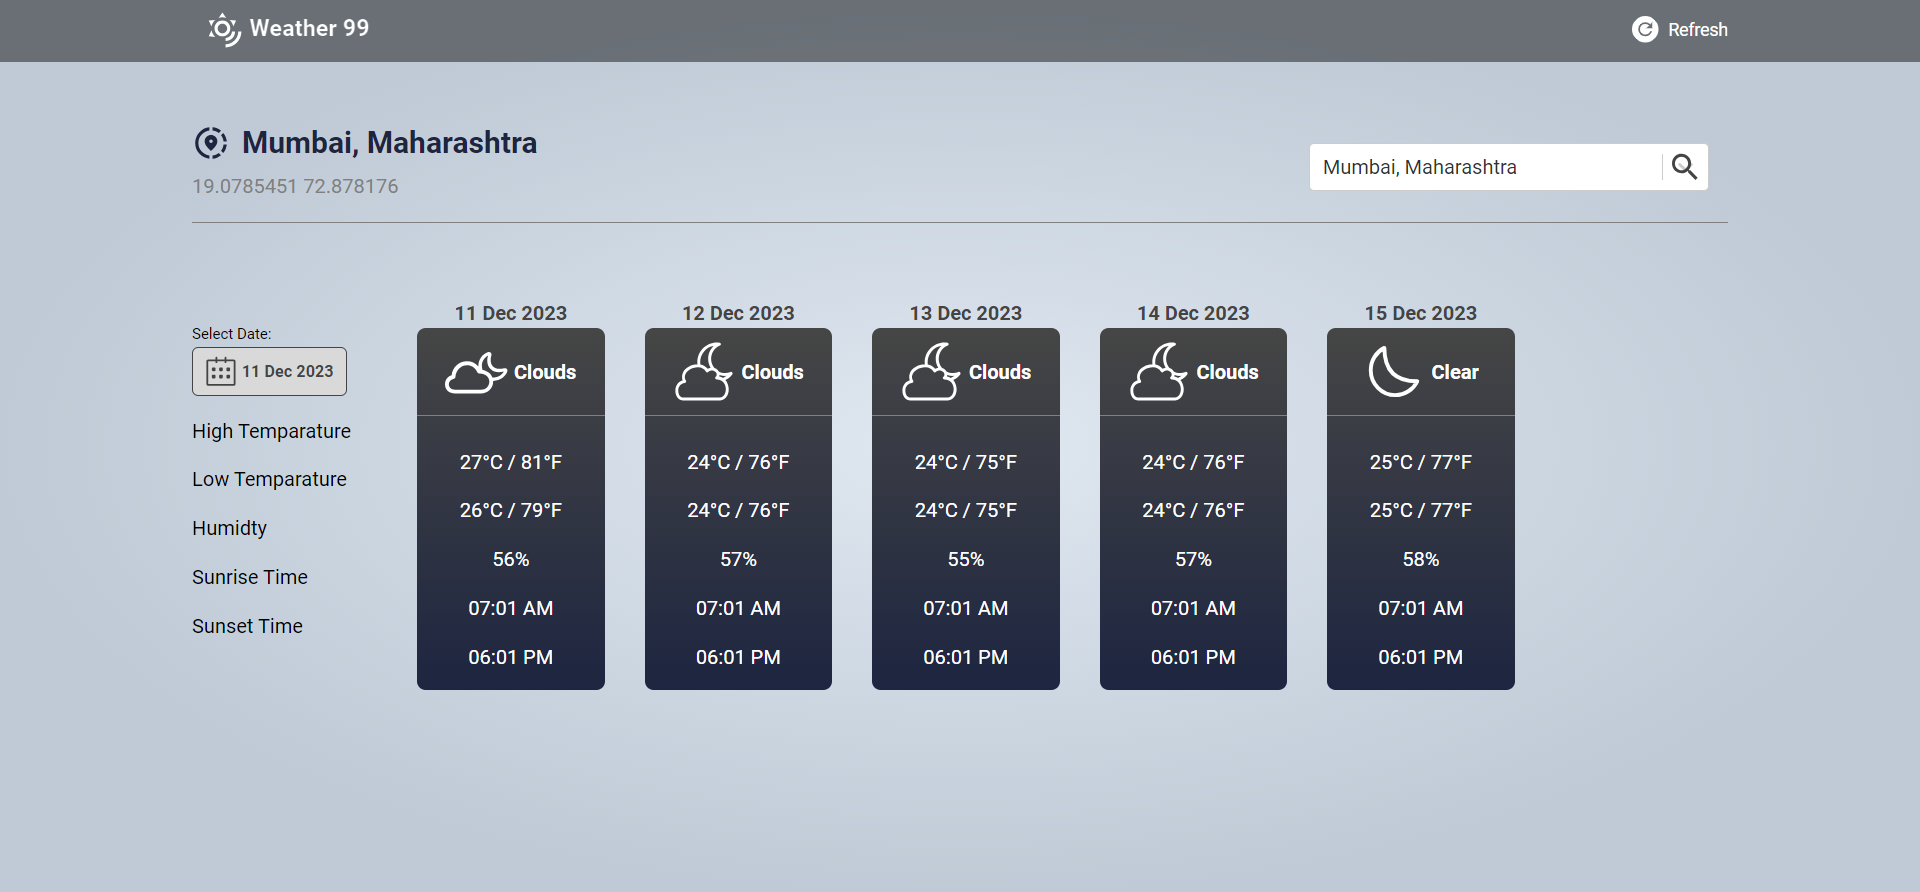 Weather 99
Refresh
Mumbai, Maharashtra
19.0785451 72.878176
Mumbai, Maharashtra
11 Dec 2023 12 Dec 2023 13 Dec 2023 14 Dec 2023 15 Dec 2023
Select Date:
11 Dec 2023
Clouds Clouds Clouds Clouds Clear
High Temparature
27°C / 81°F 24°C / 76°F 24°C / 75°F 24°C / 76°F 25°C / 77°F
Low Temparature
26°C / 79°F 24°C / 76°F 24°C / 75°F 24°C / 76°F 25°C / 77°F
Humidty
56% 57% 55% 57% 58%
Sunrise Time
07:01 AM 07:01 AM 07:01 AM 07:01 AM 07:01 AM
Sunset Time
06:01 PM 06:01 PM 06:01 PM 06:01 PM 06:01 PM